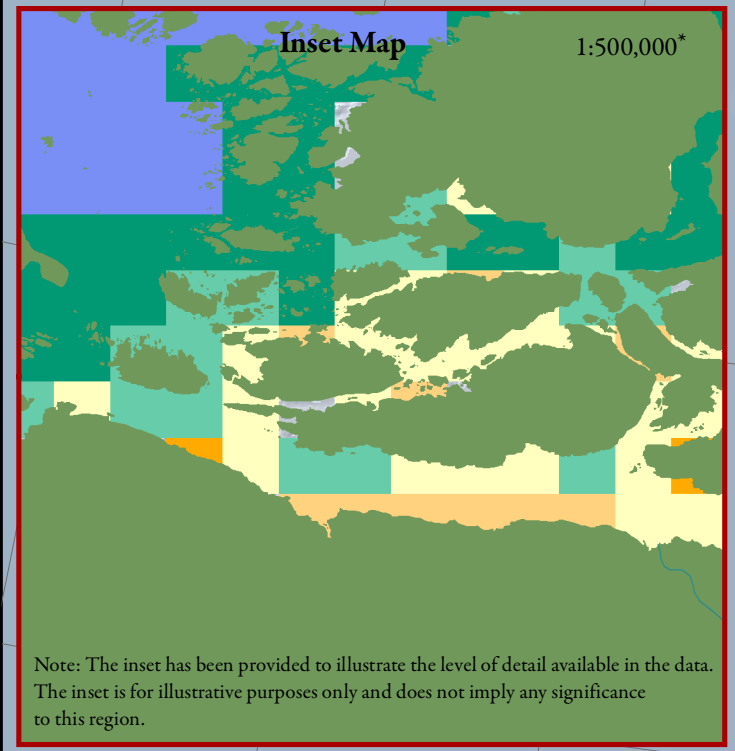 Inset Map
1:500,000*
Note: The inset has been provided to illustrate the level of detail available in the data.
The inset is for illustrative purposes only and does not imply any significance
to this region.